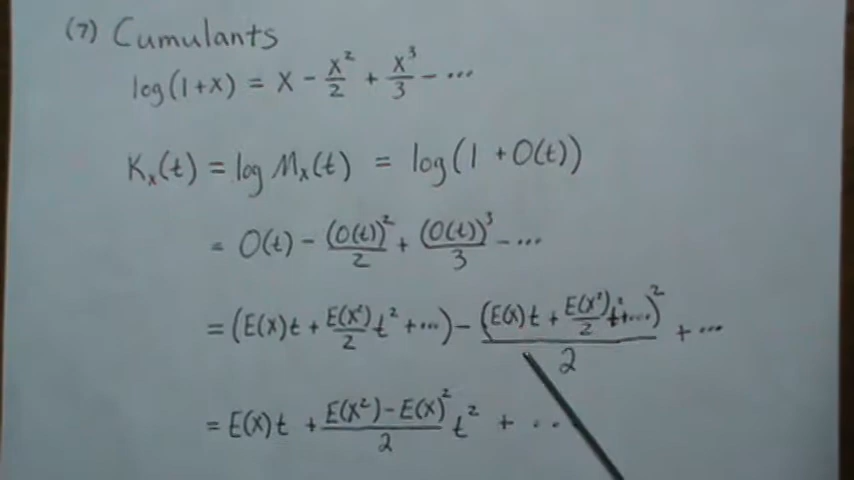 (7) Cumulants
log(1+x) = x - x²/2 + x³/3 - ...
Kₓ(t) = log Mₓ(t) = log(1 + O(t))
= O(t) - (O(t))²/2 + (O(t))³/3 - ...
= (E(x)t + E(x²)/2 t² + ...) - (E(x)t + E(x²)/2 t² + ...)²/2 + ...
= E(x)t + (E(x²) - E(x)²)/2 t² + ...